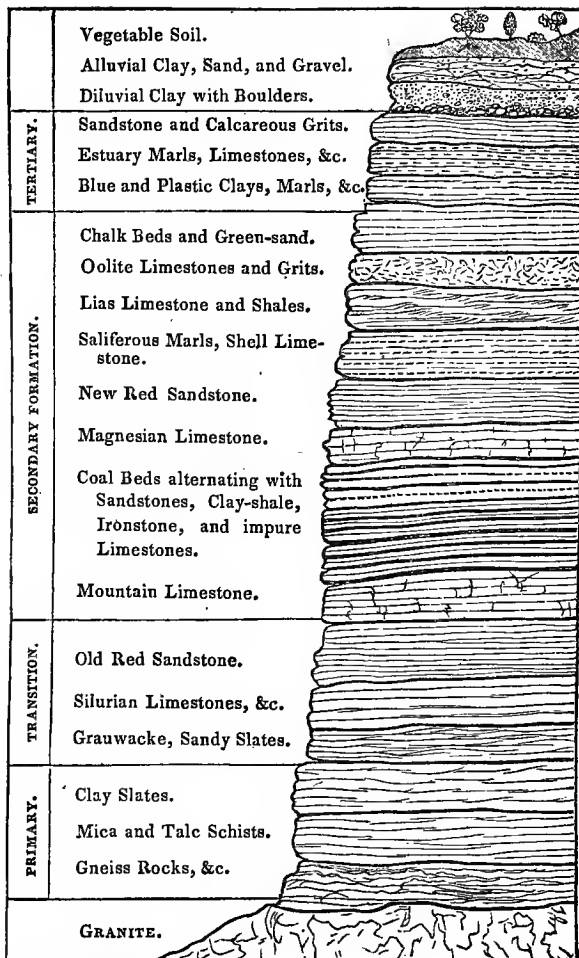 Vegetable Soil.
Alluvial Clay, Sand, and Gravel.
Diluvial Clay with Boulders.
TERTIARY.
Sandstone and Calcareous Grits.
Estuary Marls, Limestones, &c.
Blue and Plastic Clays, Marls, &c.
SECONDARY FORMATION.
Chalk Beds and Green-sand.
Oolite Limestones and Grits.
Lias Limestone and Shales.
Saliferous Marls, Shell Lime-
stone.
New Red Sandstone.
Magnesian Limestone.
Coal Beds alternating with
Sandstones, Clay-shale,
Ironstone, and impure
Limestones.
Mountain Limestone.
TRANSITION.
Old Red Sandstone.
Silurian Limestones, &c.
Grauwacke, Sandy Slates.
PRIMARY.
Clay Slates.
Mica and Talc Schists.
Gneiss Rocks, &c.
GRANITE.